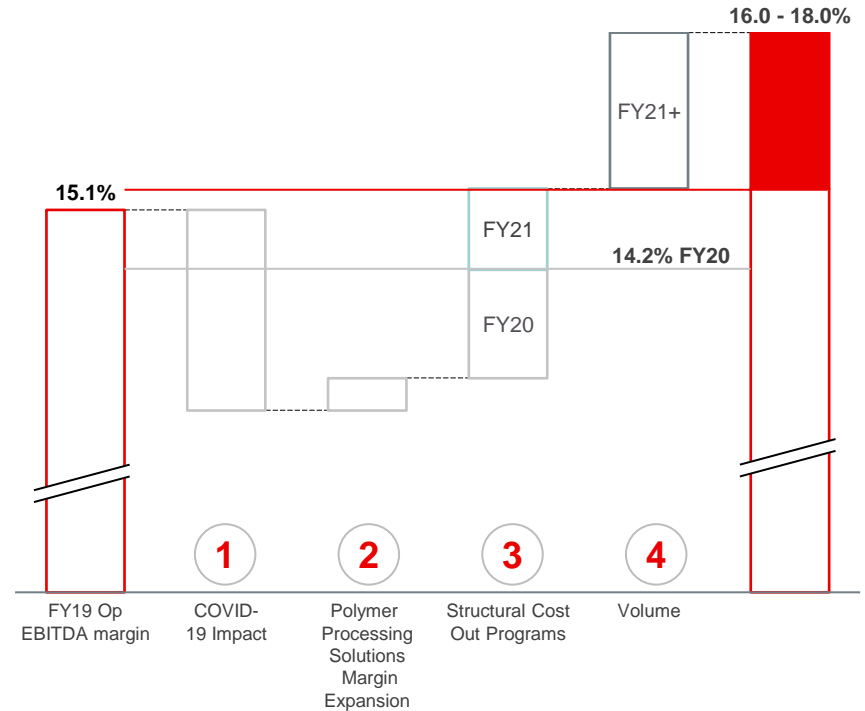 16.0 - 18.0%
FY21+
15.1%
FY21
14.2% FY20
FY20
1
2
3
4
FY19 Op
EBITDA margin
COVID-
19 Impact
Polymer
Processing
Solutions
Margin
Expansion
Structural Cost
Out Programs
Volume